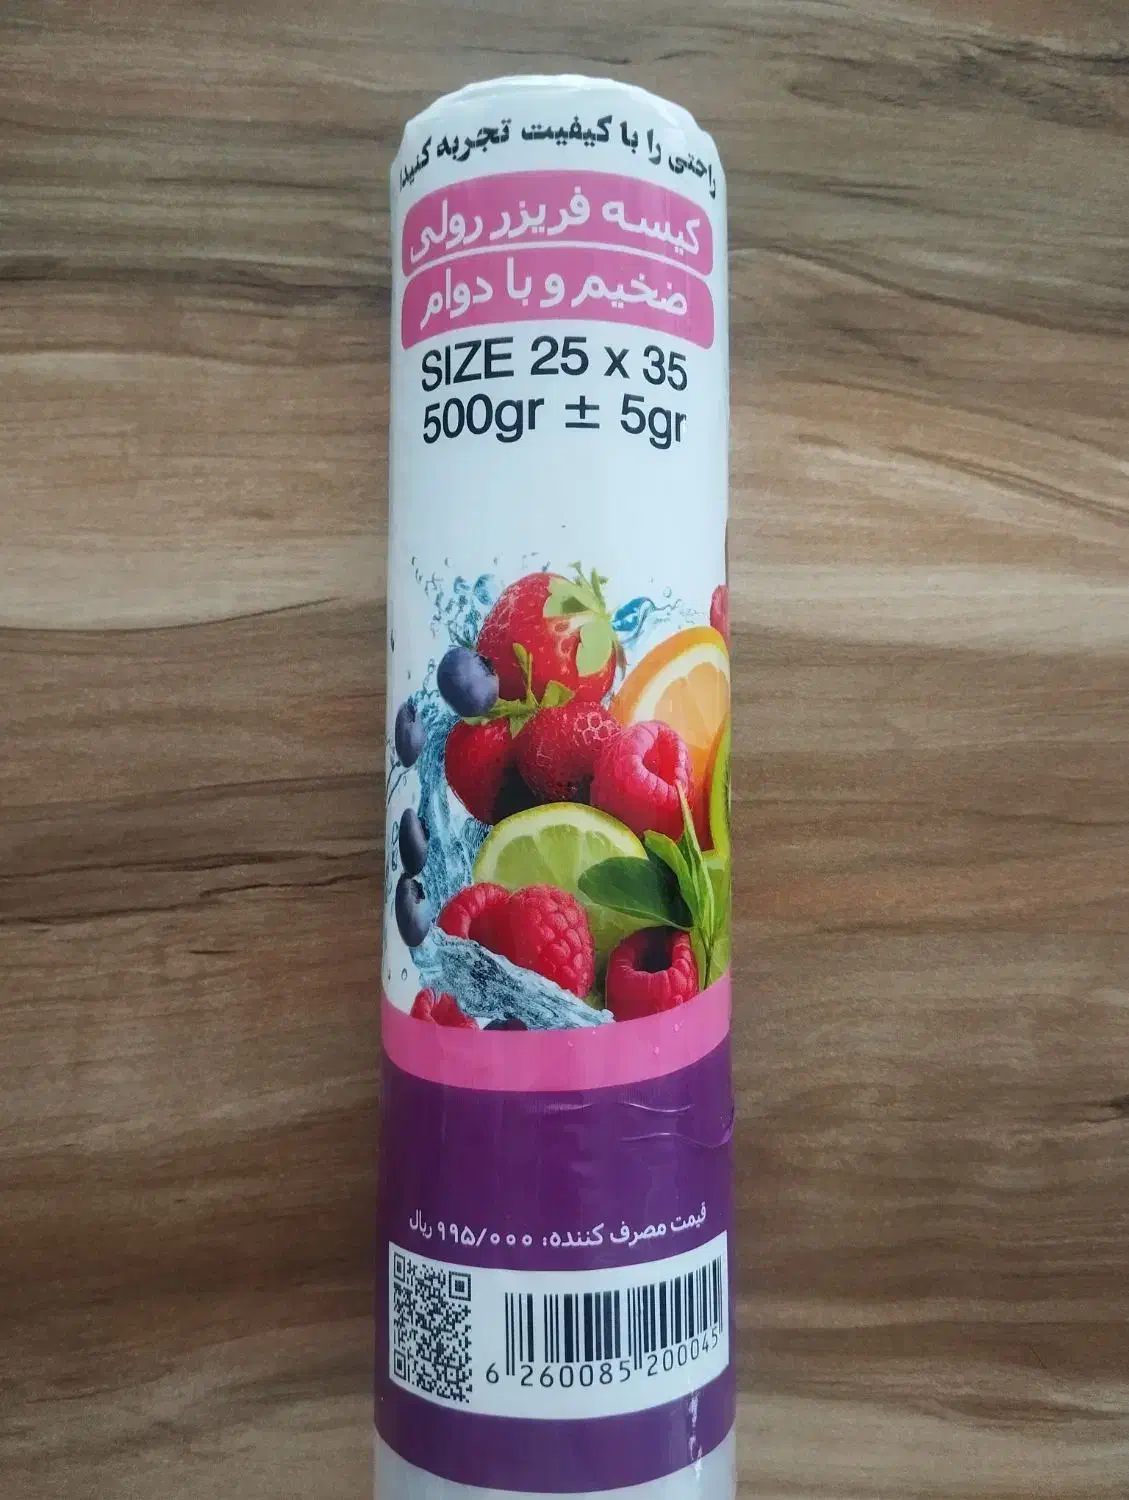 راحتی را با کیفیت تجربه کنید!
کیسه فریزر رولی
ضخیم و با دوام
SIZE 25 x 35
500gr ± 5gr
قیمت مصرف کننده: ۹۹۵/۰۰۰ ریال
6 260085 200045